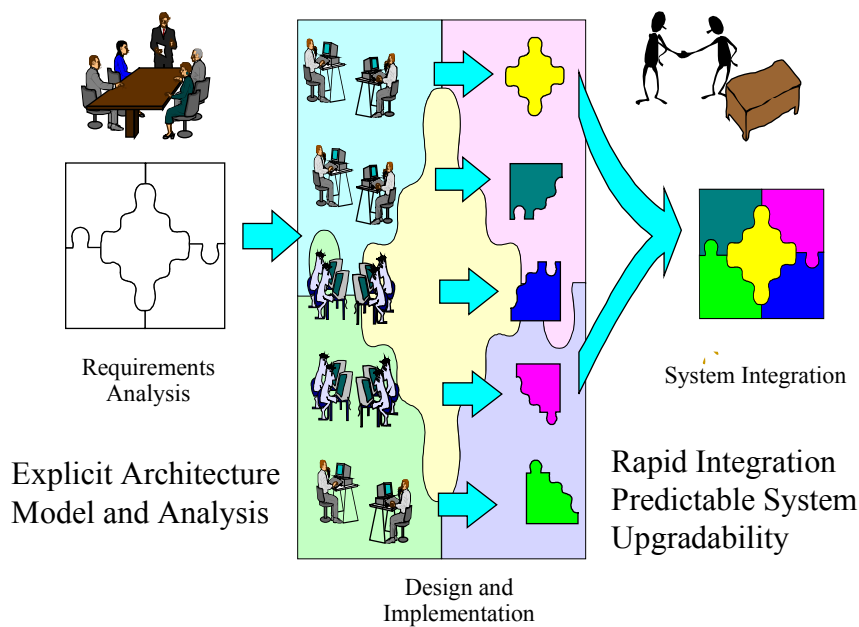 Requirements
Analysis
Explicit Architecture
Model and Analysis
Design and
Implementation
System Integration
Rapid Integration
Predictable System
Upgradability